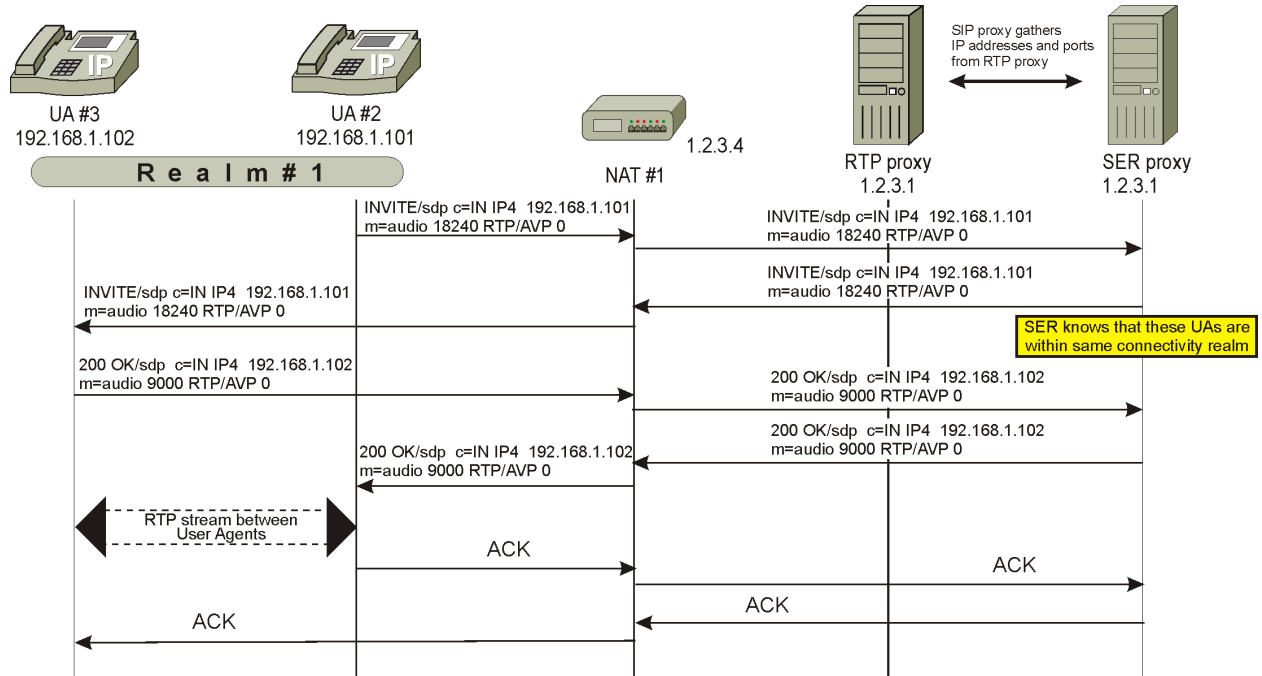 SIP proxy gathers
IP addresses and ports
from RTP proxy
IP
IP
UA #3
192.168.1.102
UA #2
192.168.1.101
1.2.3.4
NAT #1
RTP proxy
1.2.3.1
SER proxy
1.2.3.1
Realm#1
INVITE/sdp c=IN IP4 192.168.1.101
m=audio 18240 RTP/AVP 0
INVITE/sdp c=IN IP4 192.168.1.101
m=audio 18240 RTP/AVP 0
INVITE/sdp c=IN IP4 192.168.1.101
m=audio 18240 RTP/AVP 0
INVITE/sdp c=IN IP4 192.168.1.101
m=audio 18240 RTP/AVP 0
SER knows that these UAs are
within same connectivity realm
200 OK/sdp c=IN IP4 192.168.1.102
m=audio 9000 RTP/AVP 0
200 OK/sdp c=IN IP4 192.168.1.102
m=audio 9000 RTP/AVP 0
200 OK/sdp c=IN IP4 192.168.1.102
m=audio 9000 RTP/AVP 0
200 OK/sdp c=IN IP4 192.168.1.102
m=audio 9000 RTP/AVP 0
RTP stream between
User Agents
ACK
ACK
ACK
ACK